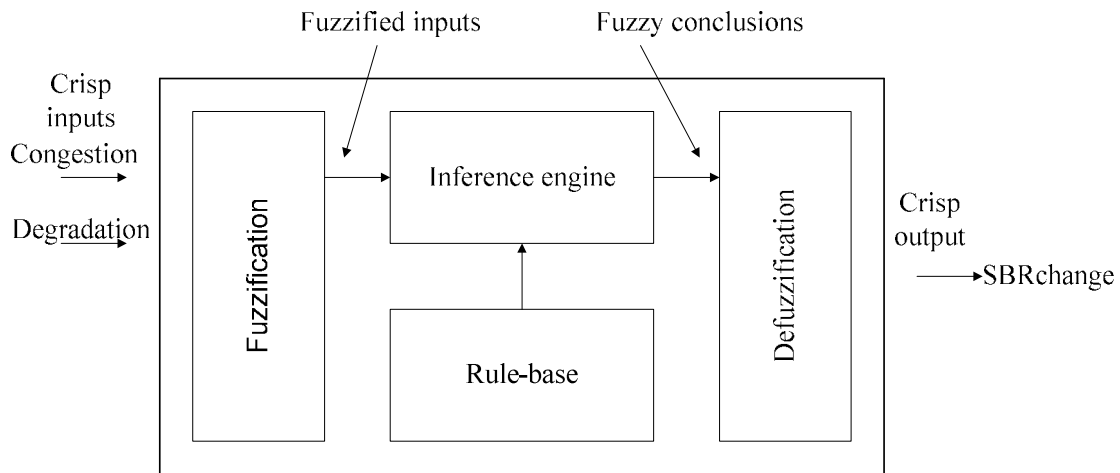 Fuzzified inputs
Fuzzy conclusions
Crisp
inputs
Congestion
Degradation
Fuzzification
Inference engine
Rule-base
Defuzzification
Crisp
output
SBRchange